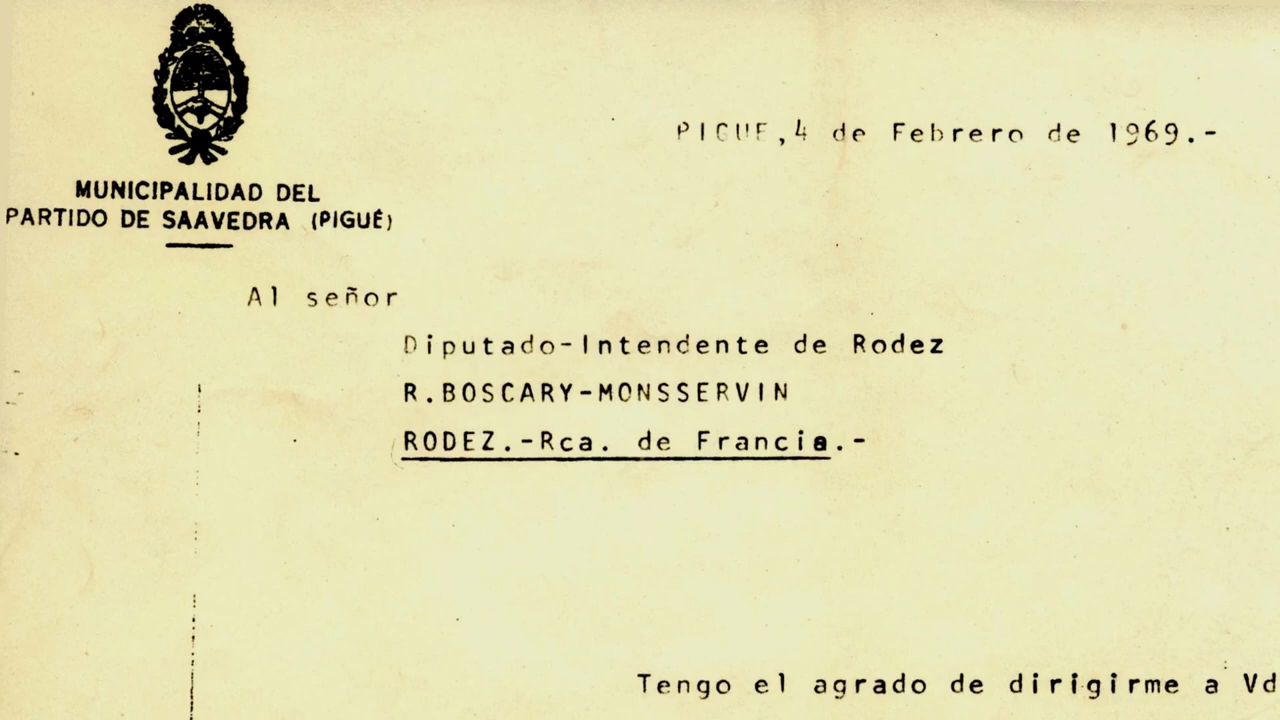 PIGUE,4 de Febrero de 1969.-
MUNICIPALIDAD DEL
PARTIDO DE SAAVEDRA (PIGUÉ)
Al señor
Diputado-Intendente de Rodez
R.BOSCARY-MONSSERVIN
RODEZ.-Rca. de Francia.-
Tengo el agrado de dirigirme a Vd